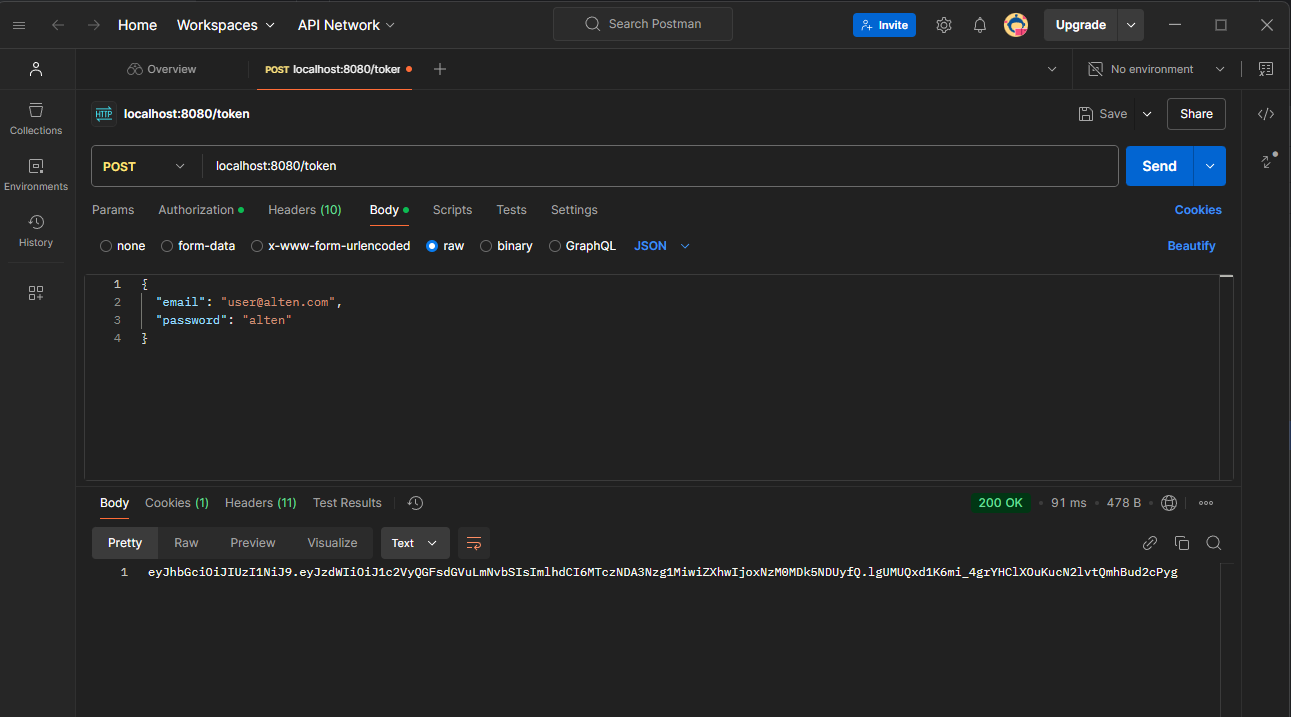 Home Workspaces API Network Search Postman Invite Upgrade
Overview POST localhost:8080/token No environment
HTTP localhost:8080/token Save Share
Collections
POST localhost:8080/token Send
Environments
Params Authorization Headers (10) Body Scripts Tests Settings Cookies
History
none form-data x-www-form-urlencoded raw binary GraphQL JSON Beautify
1 {
2 "email": "user@alten.com",
3 "password": "alten"
4 }
Body Cookies (1) Headers (11) Test Results 200 OK • 91 ms • 478 B
Pretty Raw Preview Visualize Text
1 eyJhbGciOiJIUzI1NiJ9.eyJzdWIiOiJ1c2VyQGFsdGVuLmNvbSIsImlhdCI6MTczNDA3Nzg1MiwiZXhwIjoxNzM0MDk5NDUyfQ.lgUMUQxd1K6mi_4grYHClXOuKucN2lvtQmhBud2cPyg